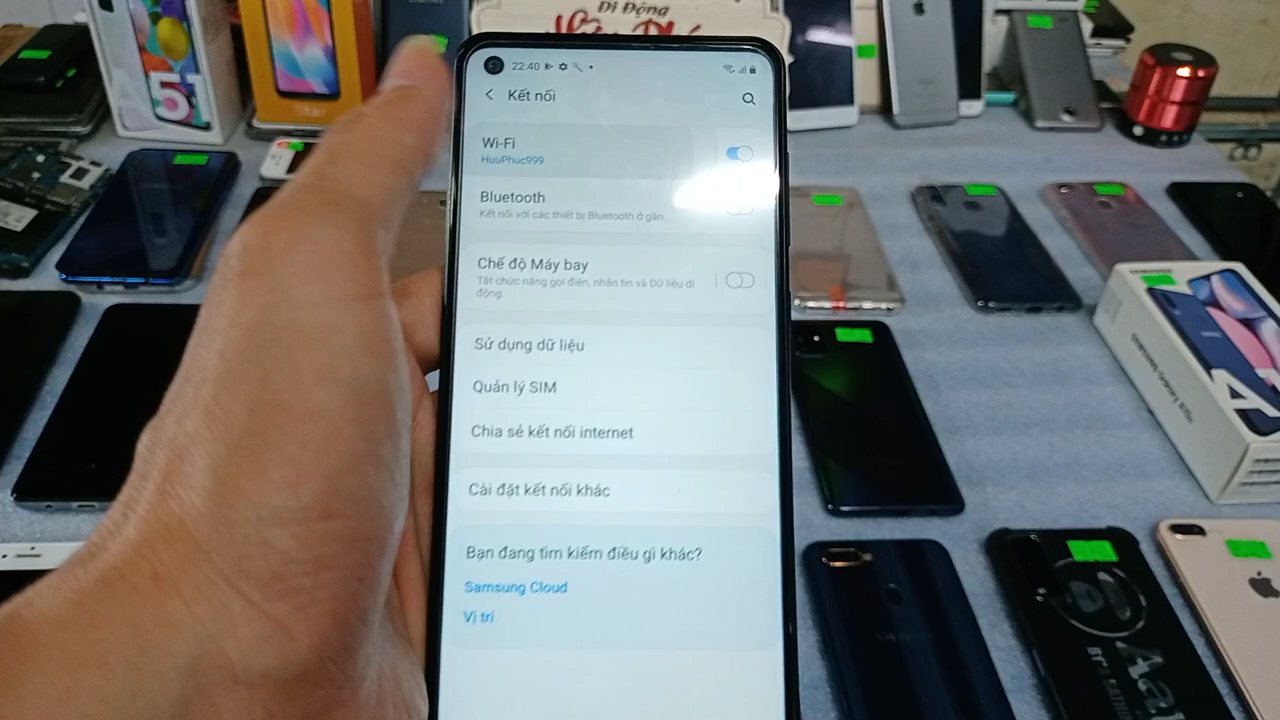 Di Động
22:40
Kết nối
Wi-Fi
HuuPhuc999
Bluetooth
Kết nối với các thiết bị Bluetooth ở gần.
Chế độ Máy bay
Tắt chức năng gọi điện, nhắn tin và Dữ liệu di
động.
Sử dụng dữ liệu
Quản lý SIM
Chia sẻ kết nối internet
Cài đặt kết nối khác
Bạn đang tìm kiếm điều gì khác?
Samsung Cloud
Vị trí